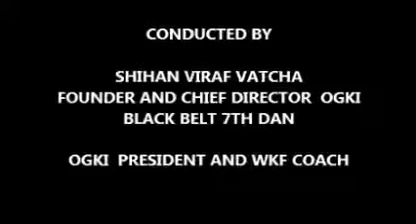 CONDUCTED BY
SHIHAN VIRAF VATCHA
FOUNDER AND CHIEF DIRECTOR  OGKI
BLACK BELT 7TH DAN
OGKI  PRESIDENT AND WKF COACH